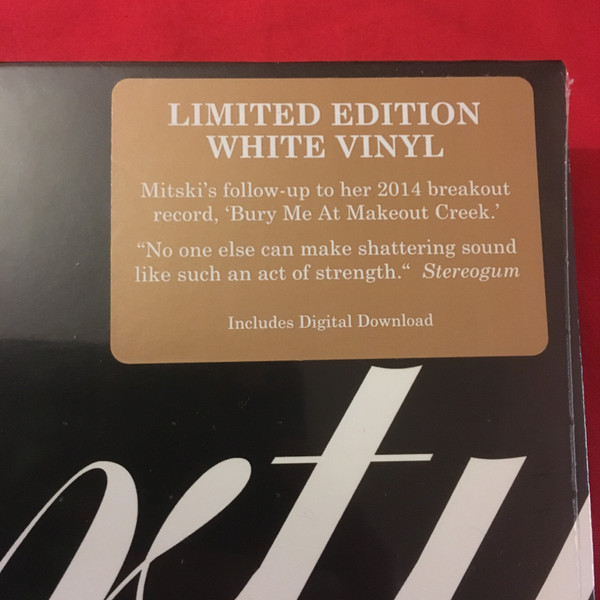 LIMITED EDITION
WHITE VINYL
Mitski's follow-up to her 2014 breakout
record, ‘Bury Me At Makeout Creek.’
“No one else can make shattering sound
like such an act of strength.“ Stereogum
Includes Digital Download